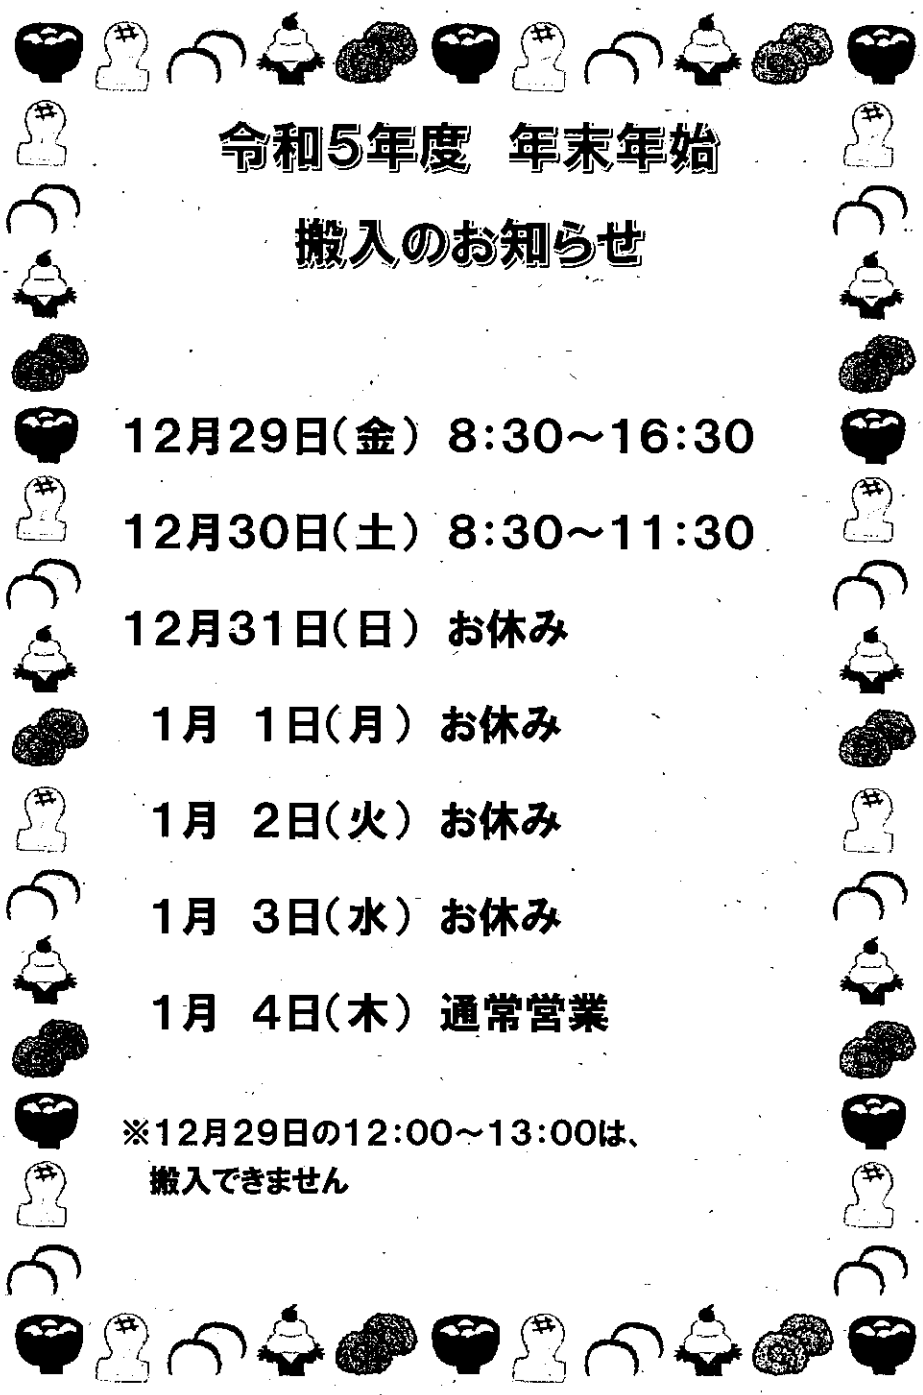 令和5年度　年末年始
搬入のお知らせ
12月29日(金) 8:30～16:30
12月30日(土) 8:30～11:30
12月31日(日) お休み
1月 1日(月) お休み
1月 2日(火) お休み
1月 3日(水) お休み
1月 4日(木) 通常営業
※12月29日の12:00～13:00は、
搬入できません